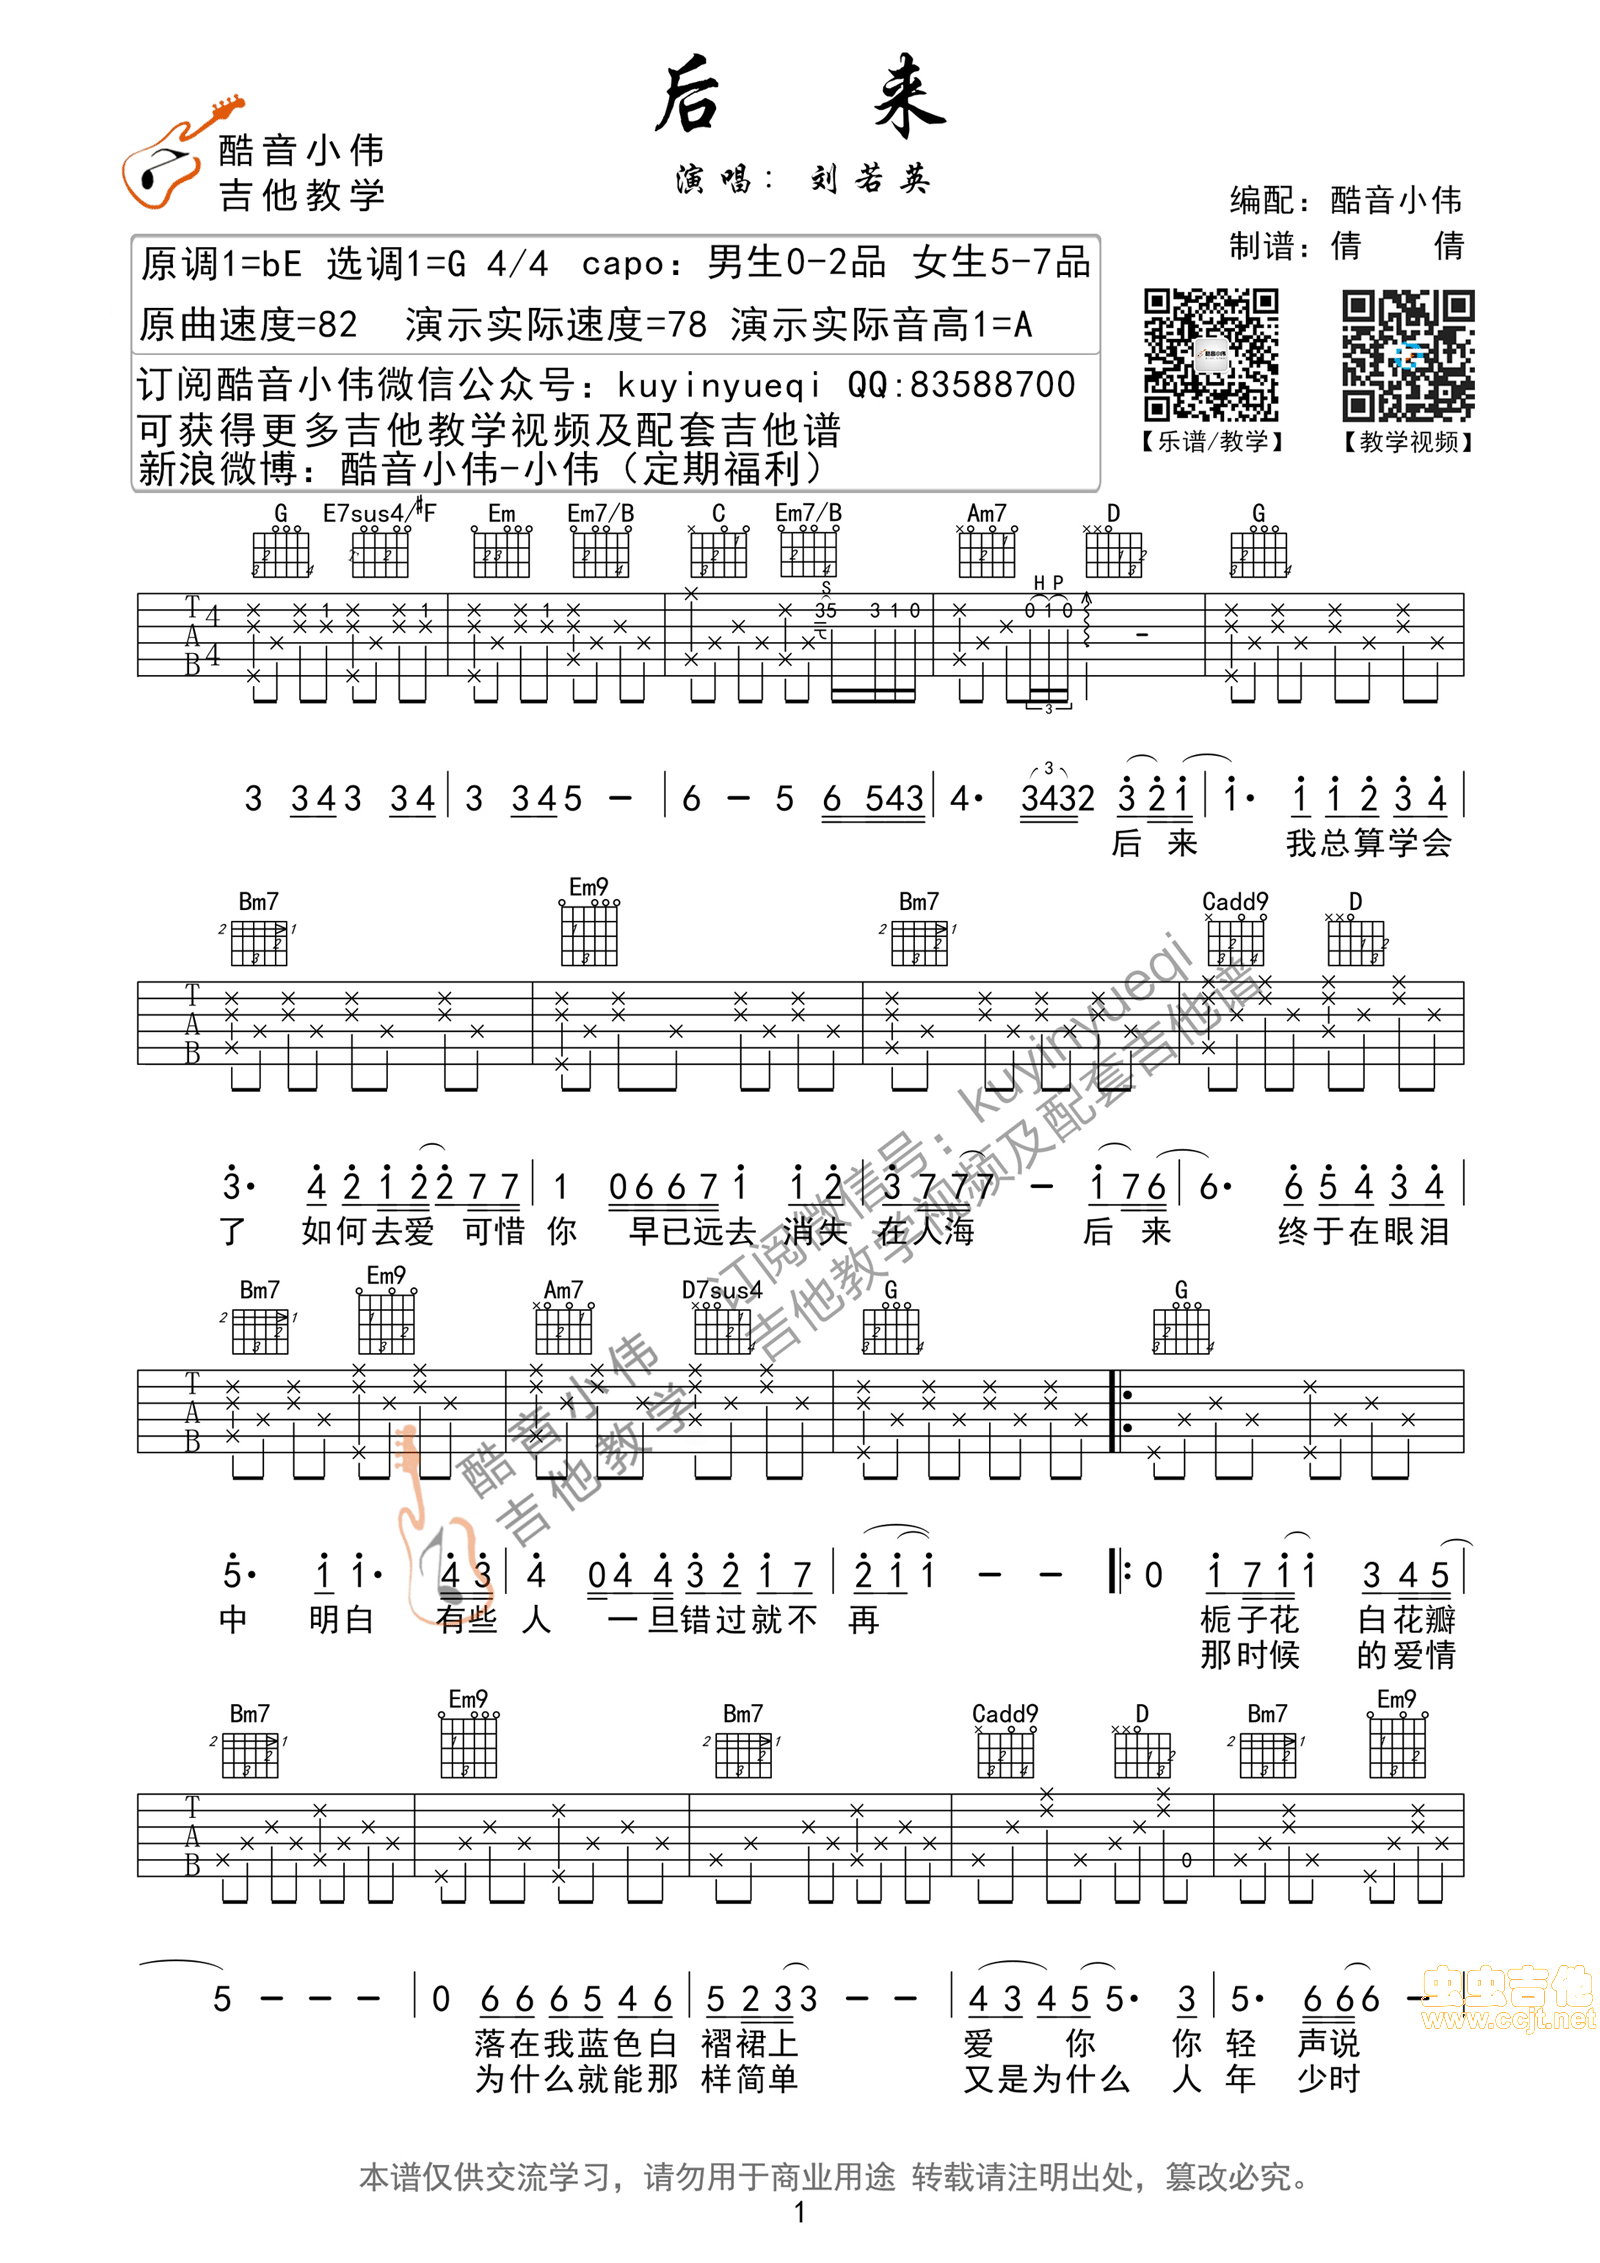 后 来
演唱：刘若英
酷音小伟
吉他教学
编配：酷音小伟
制谱：倩 倩
原调1=bE 选调1=G 4/4 capo：男生0-2品 女生5-7品
原曲速度=82 演示实际速度=78 演示实际音高1=A
订阅酷音小伟微信公众号：kuyinyueqi QQ:83588700
可获得更多吉他教学视频及配套吉他谱
新浪微博：酷音小伟-小伟（定期福利）
【乐谱/教学】 【教学视频】
G E7sus4/#F Em Em7/B C Em7/B Am7 D G
S H P
T 4 1 1 1 35 3 1 0 0 1 0 -
A
B 4
3
3 34 3 34 | 3 34 5 - | 6 - 5 6 543 | 4· 3432 3 21 | 1· 1 1 2 3 4 |
后 来 我总算学会
Bm7 Em9 Bm7 Cadd9 D
T
A
B
3· 4 2 1 2 2 7 7 | 1 0 6 6 7 1 1 2 | 3 7 7 7 - 1 7 6 | 6· 6 5 4 3 4 |
了 如何去爱 可惜 你 早已远去 消失 在人海 后 来 终于在眼泪
Bm7 Em9 Am7 D7sus4 G G
T
A
B
5· 1 1· 4 3 | 4 0 4 4 3 2 1 7 | 2 1 1 - - |: 0 1 7 1 1 3 4 5 |
中 明白 有些 人 一旦错过就不 再 栀子花 白花瓣
那时候 的爱情
Bm7 Em9 Bm7 Cadd9 D Bm7 Em9
T
A
B 0
5 - - - | 0 6 6 6 5 4 6 | 5 2 3 3 - - | 4 3 4 5 5· 3 | 5· 6 6 6 - |
落在我蓝色白 褶裙上 爱 你 你 轻 声说
为什么就能那 样简单 又是为什么 人 年 少时
订阅微信号：kuyinyueqi
吉他教学视频及配套吉他谱
酷音小伟
吉他教学
虫虫吉他
www.ccjt.net
本谱仅供交流学习，请勿用于商业用途 转载请注明出处，篡改必究。
1